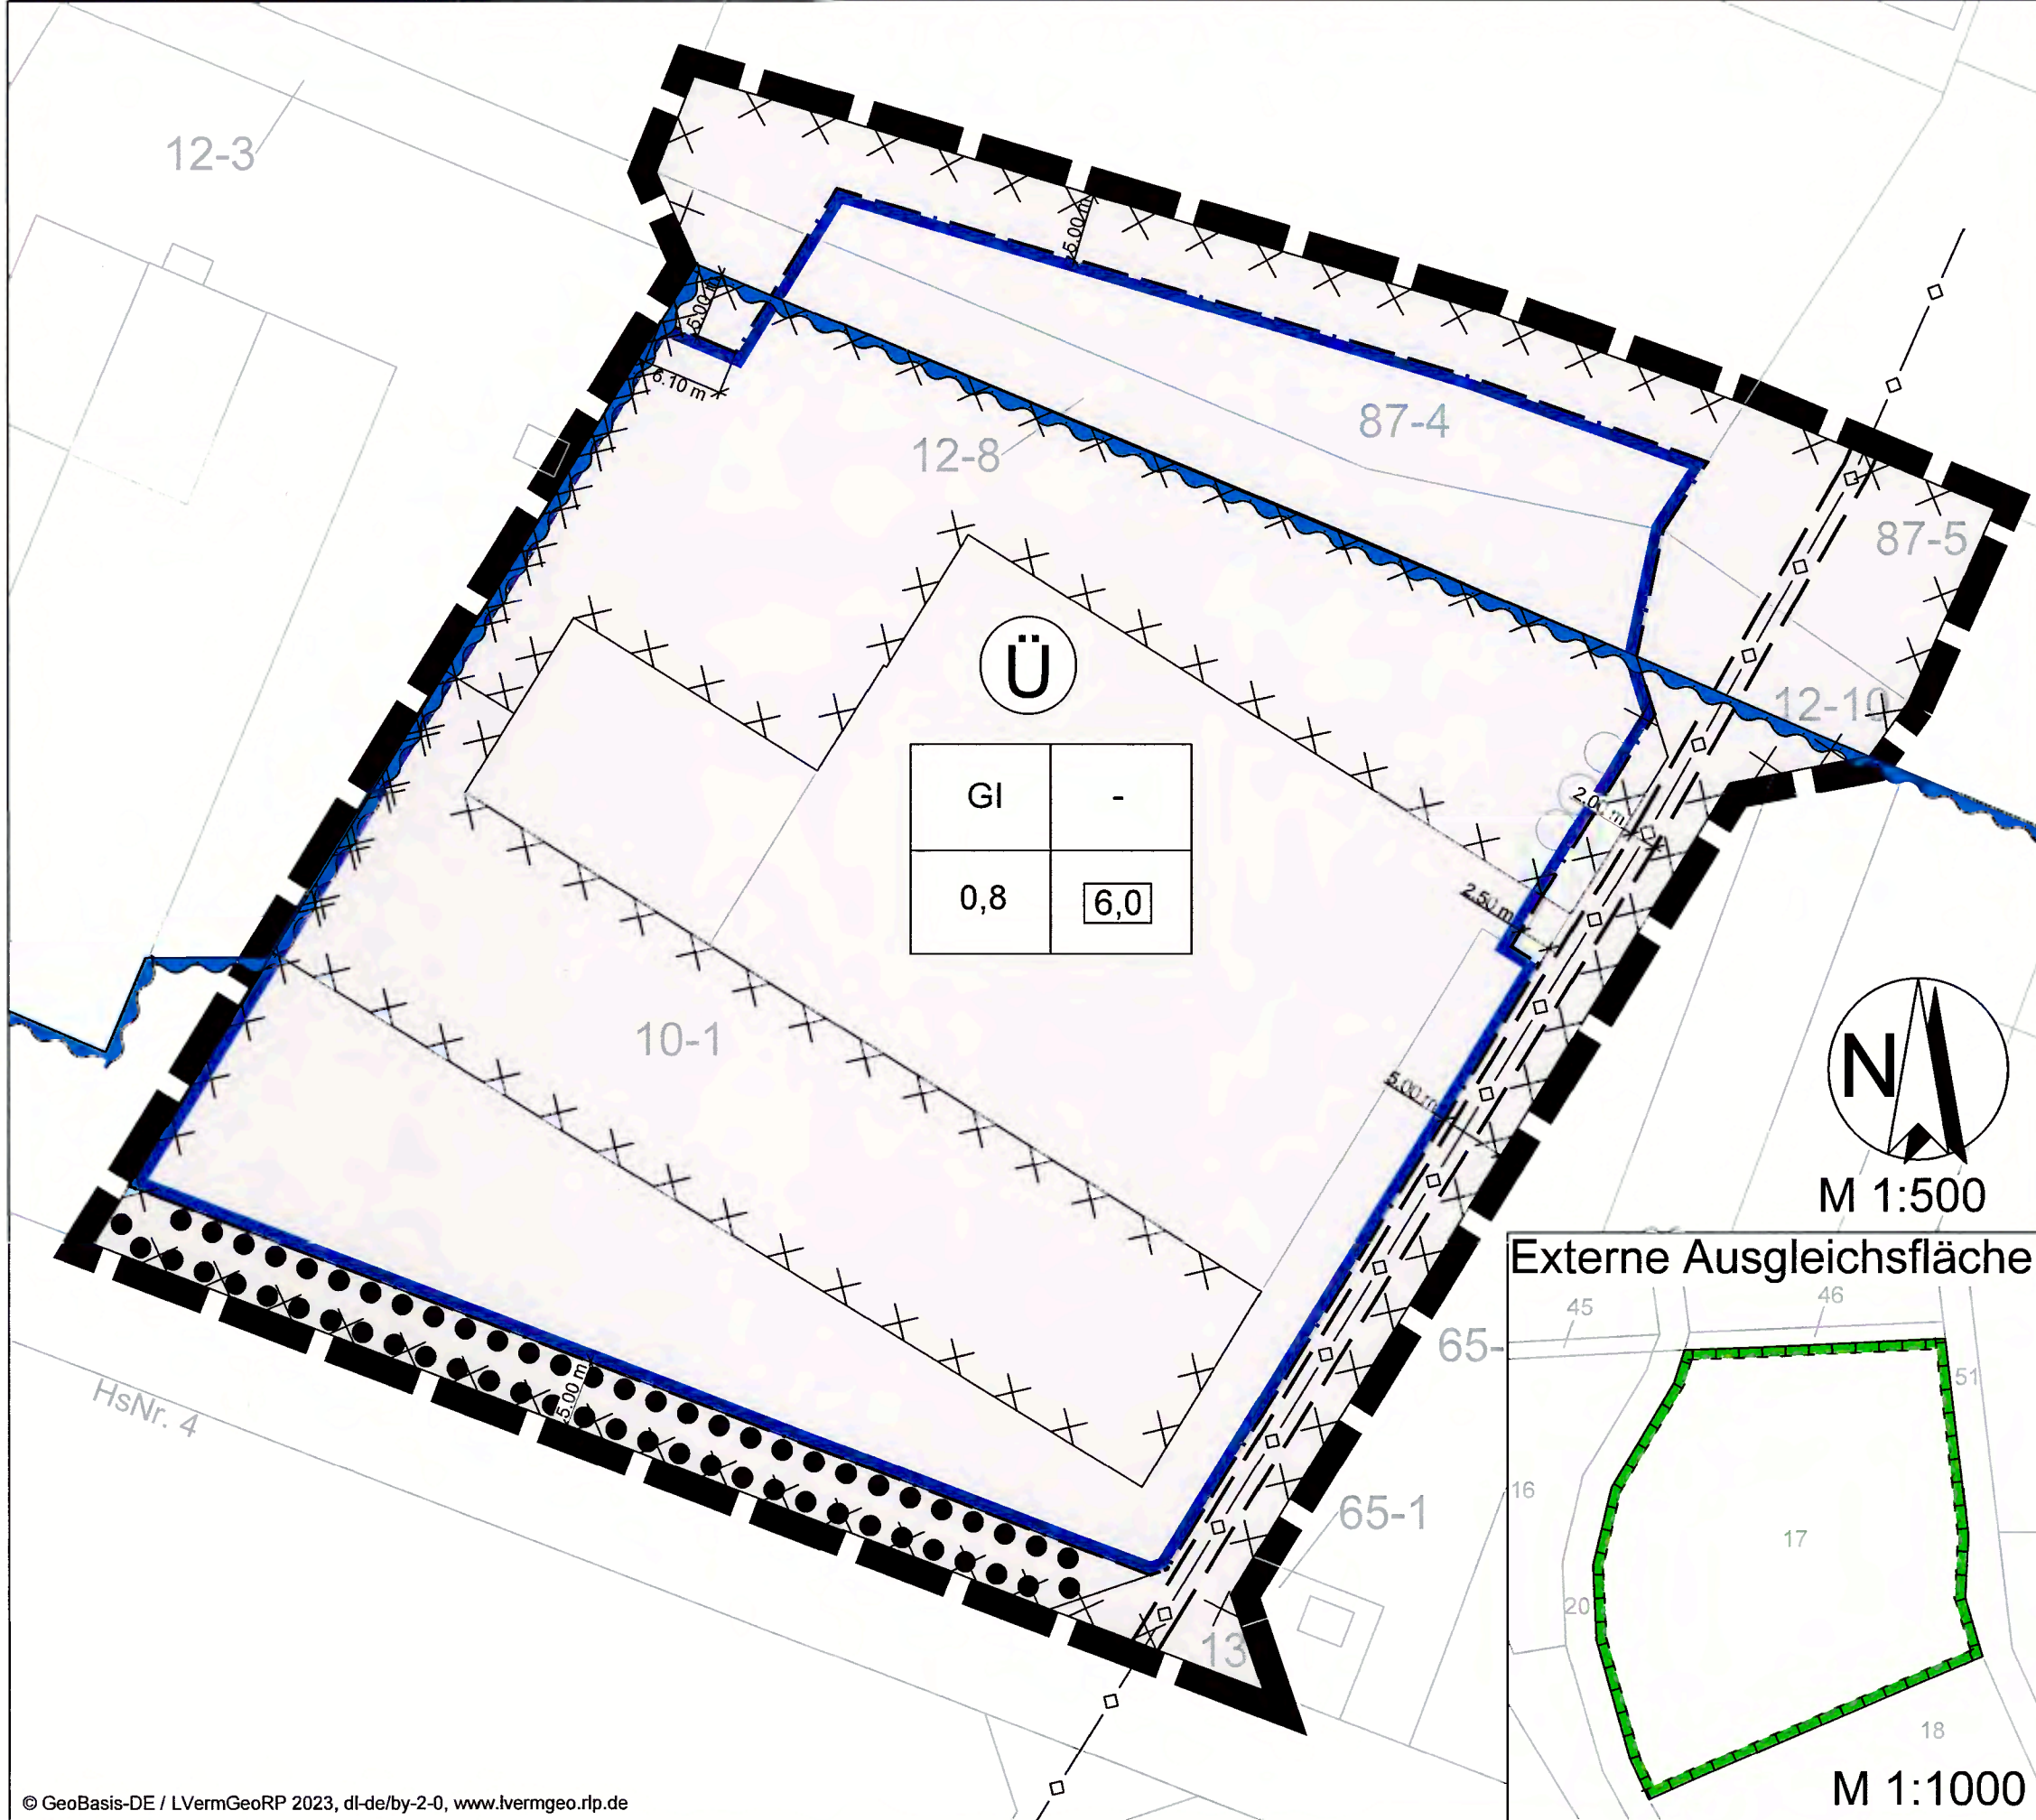 12-3
5.00 m
5.00 m
6.10 m
12-8
87-4
87-5
Ü
12-10
GI
-
0,8
6,0
2.50 m
10-1
5.00 m
N
M 1:500
Externe Ausgleichsfläche
45
46
51
65-
HsNr. 4
5.00 m
16
65-1
17
20
13
18
M 1:1000
© GeoBasis-DE / LVermGeoRP 2023, dl-de/by-2-0, www.lvermgeo.rlp.de